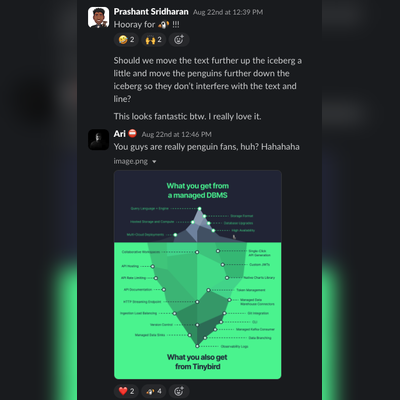 Prashant Sridharan Aug 22nd at 12:39 PM
Hooray for !!!
2 2
Should we move the text further up the iceberg a
little and move the penguins further down the
iceberg so they don't interfere with the text and
line?
This looks fantastic btw. I really love it.
Ari Aug 22nd at 12:46 PM
You guys are really penguin fans, huh? Hahahaha
image.png
What you get from
a managed DBMS
Query Language + Engine
Storage Format
Hosted Storage and Compute
Database Upgrades
High Availability
Multi-Cloud Deployments
Collaborative Workspaces
Single-Click
API Generation
API Hosting
Dynamic JWTs
API Rate Limiting
Native Charts Library
API Documentation
Token Management
HTTP Streaming Endpoint
Managed Data
Warehouse Connectors
Ingestion Load Balancing
Git Integration
CLI
Version Control
Managed Kafka Consumer
Managed Data Sinks
Data Branching
Observability Logs
What you also get
from Tinybird
2 4